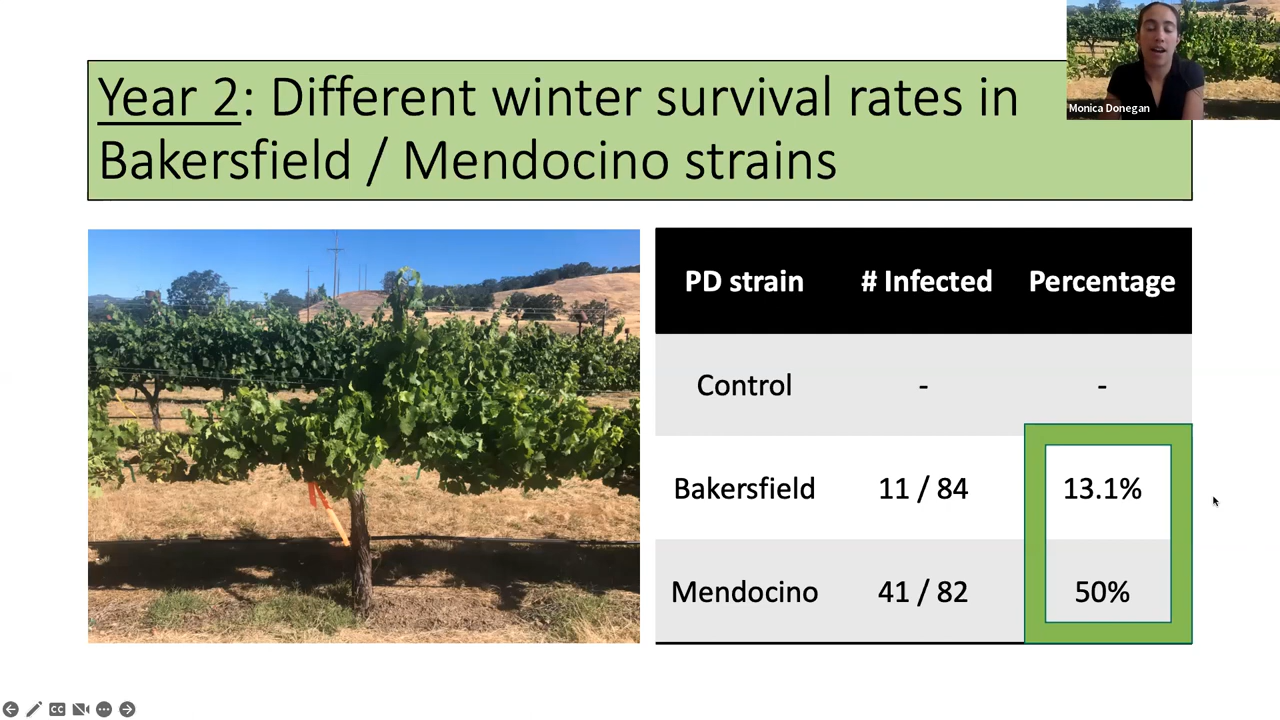 Year 2: Different winter survival rates in
Bakersfield / Mendocino strains
Monica Donegan
PD strain # Infected Percentage
Control - -
Bakersfield 11 / 84 13.1%
Mendocino 41 / 82 50%
CC